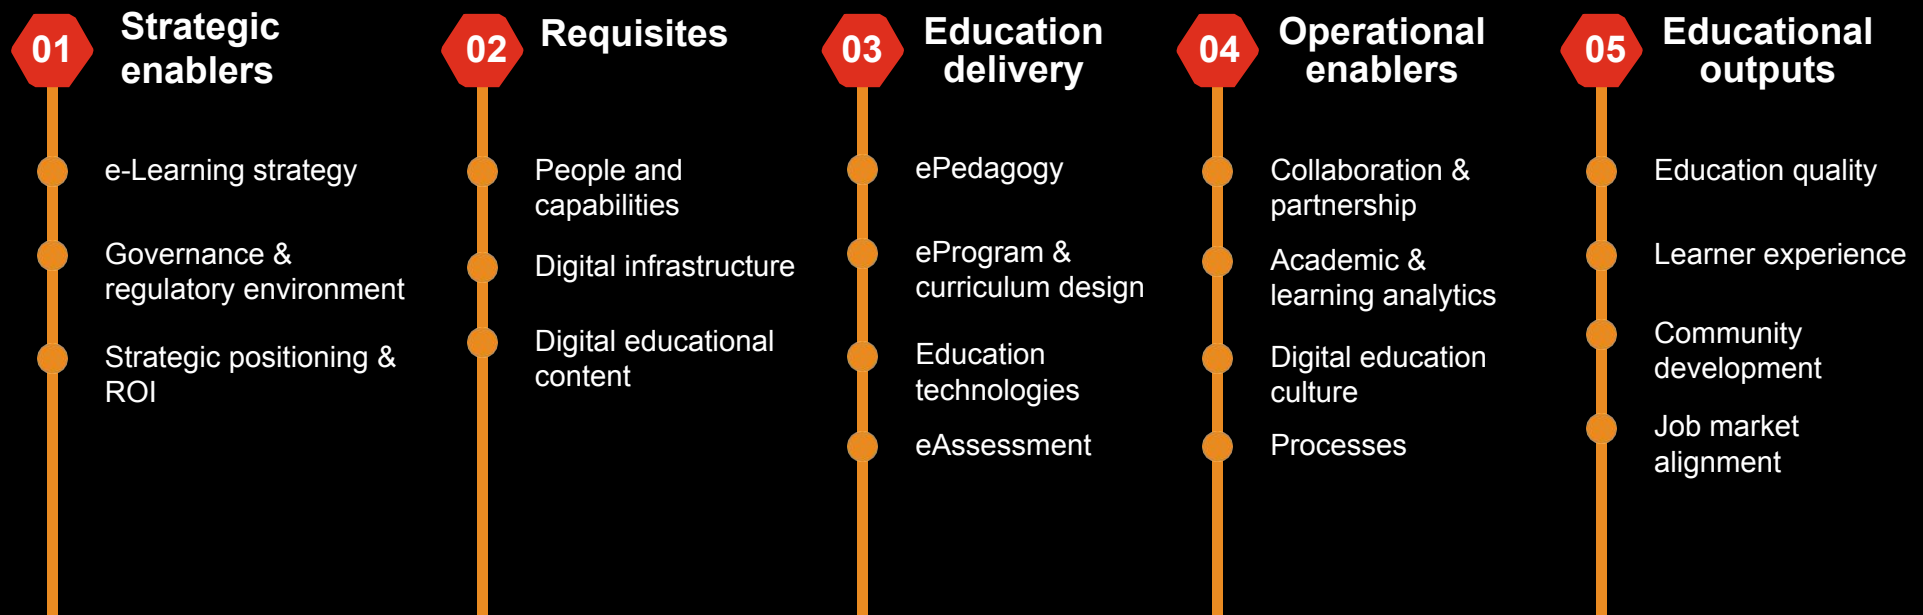 01
Strategic
enablers
e-Learning strategy
Governance &
regulatory environment
Strategic positioning &
ROI
02
Requisites
People and
capabilities
Digital infrastructure
Digital educational
content
03
Education
delivery
ePedagogy
eProgram &
curriculum design
Education
technologies
eAssessment
04
Operational
enablers
Collaboration &
partnership
Academic &
learning analytics
Digital education
culture
Processes
05
Educational
outputs
Education quality
Learner experience
Community
development
Job market
alignment